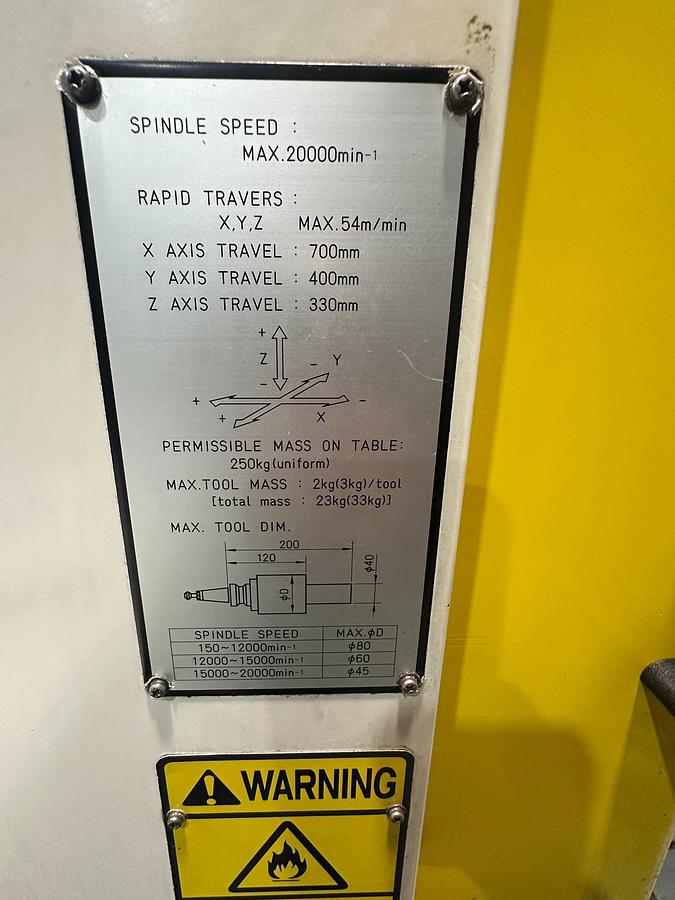 SPINDLE SPEED :
MAX.20000min-1
RAPID TRAVERS :
X,Y,Z MAX.54m/min
X AXIS TRAVEL : 700mm
Y AXIS TRAVEL : 400mm
Z AXIS TRAVEL : 330mm
+
Z
- Y
-
+ -
+ X
PERMISSIBLE MASS ON TABLE:
250kg(uniform)
MAX.TOOL MASS : 2kg(3kg)/tool
[total mass : 23kg(33kg)]
MAX. TOOL DIM.
200
120
φ40
φD
SPINDLE SPEED MAX.φD
150~12000min-1 φ80
12000~15000min-1 φ60
15000~20000min-1 φ45
WARNING